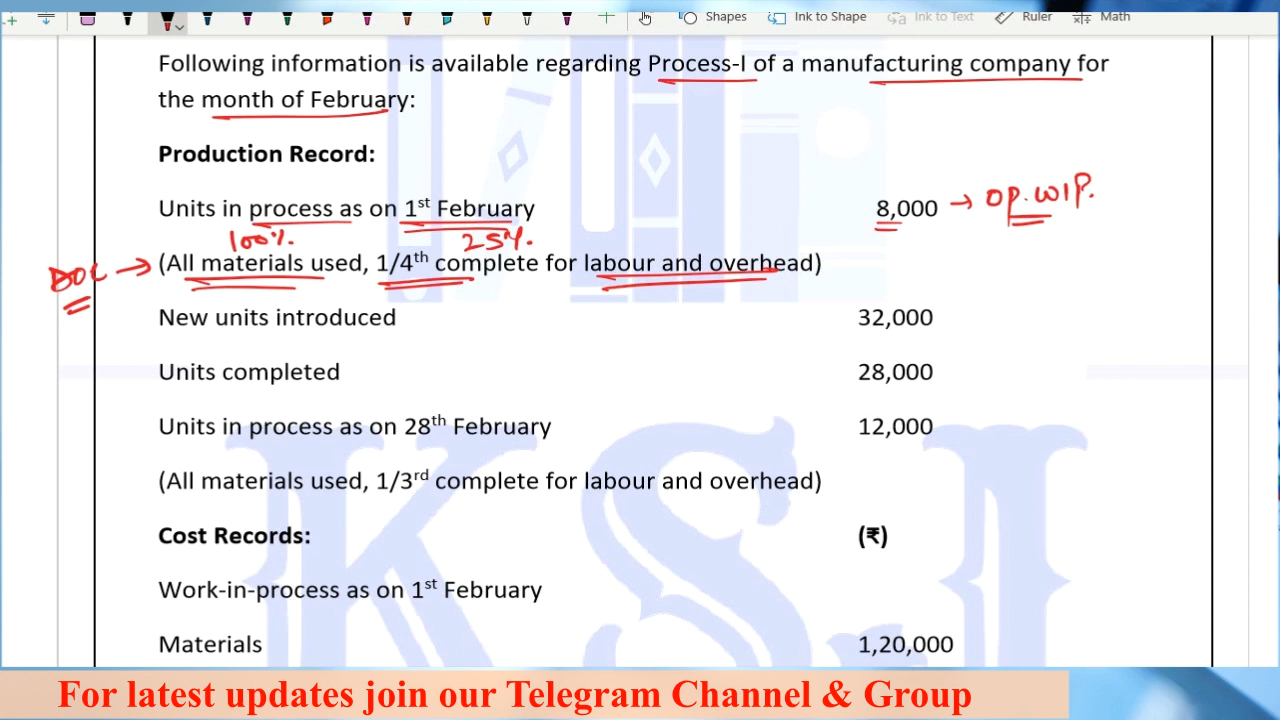 Shapes Ink to Shape Ink to Text Ruler Math
Following information is available regarding Process-I of a manufacturing company for
the month of February:
Production Record:
Units in process as on 1st February 8,000 → OP. WIP.
100% 25%.
DOC → (All materials used, 1/4th complete for labour and overhead)
New units introduced 32,000
Units completed 28,000
Units in process as on 28th February 12,000
(All materials used, 1/3rd complete for labour and overhead)
Cost Records: (₹)
Work-in-process as on 1st February
Materials 1,20,000
KSJ
For latest updates join our Telegram Channel & Group